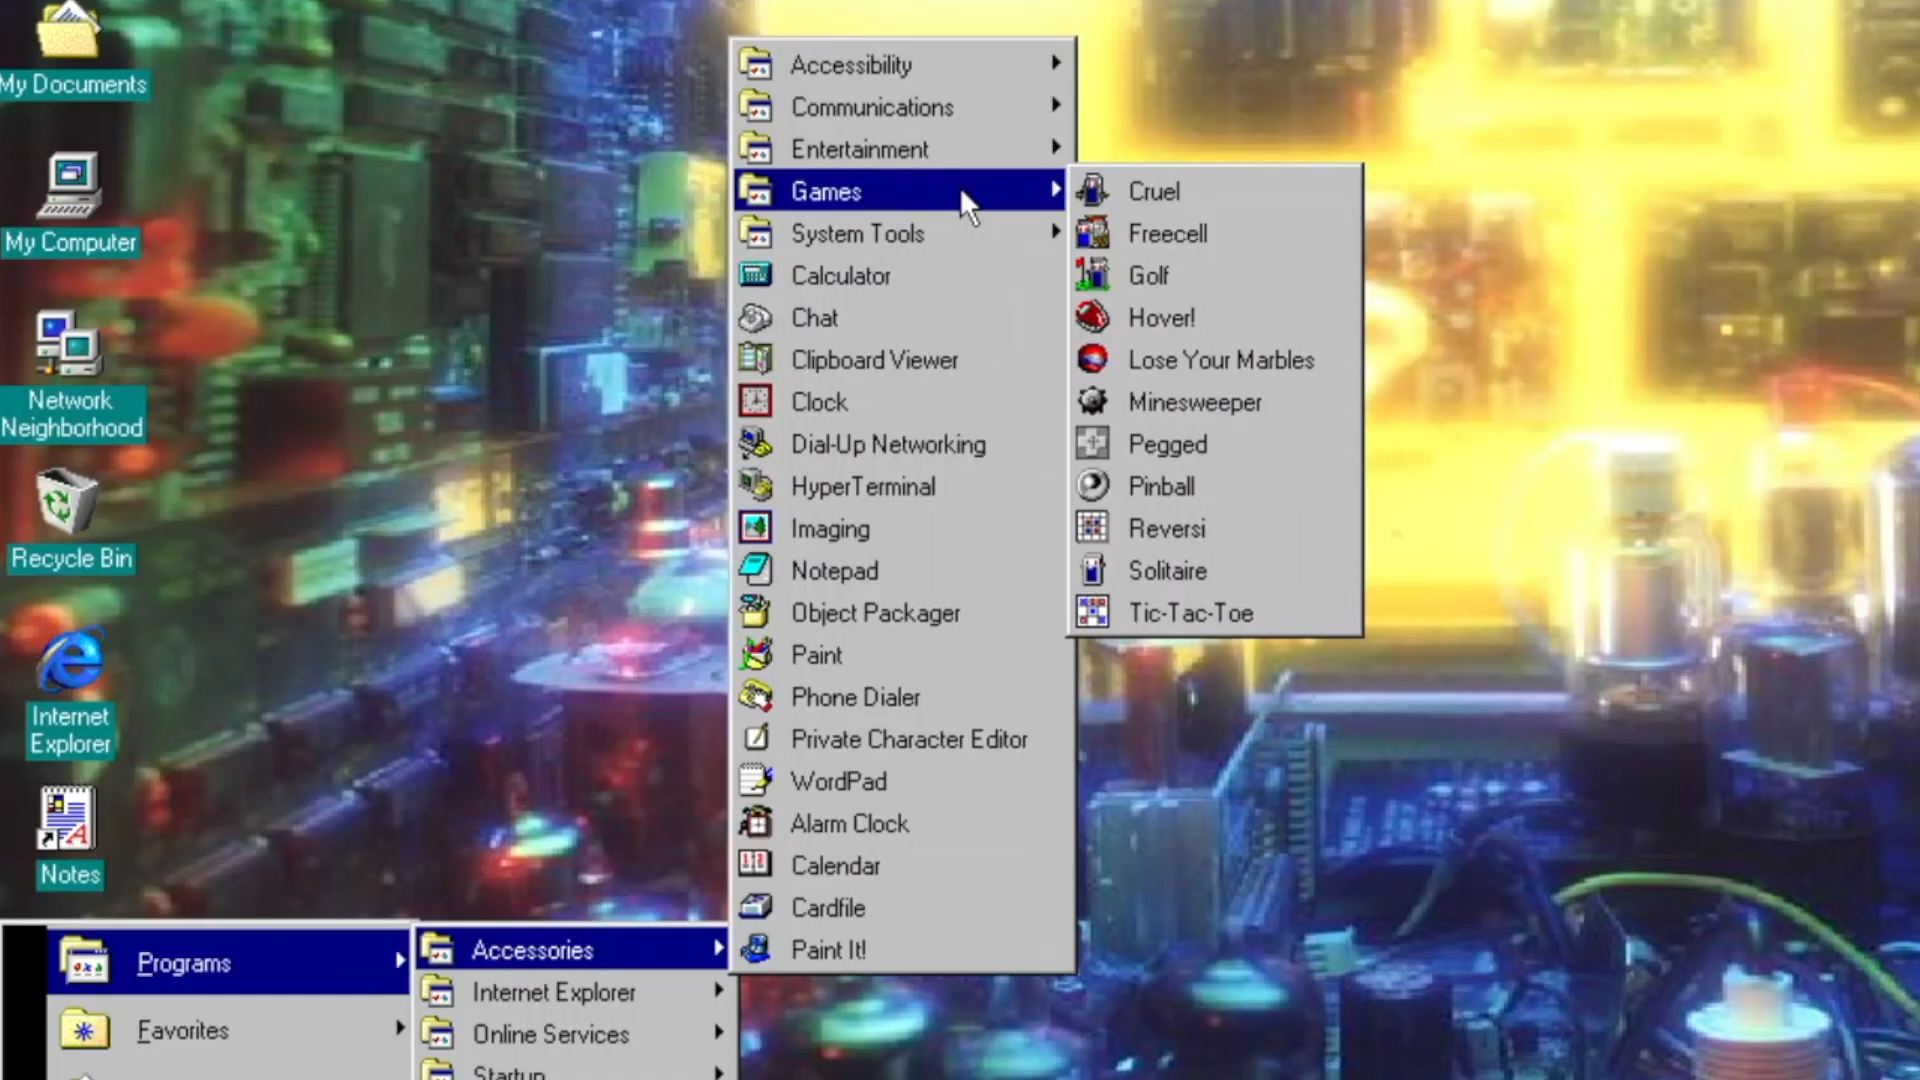 My Documents
My Computer
Network
Neighborhood
Recycle Bin
Internet
Explorer
Notes
Programs
Favorites
Accessories
Internet Explorer
Online Services
Startup
Accessibility
Communications
Entertainment
Games
System Tools
Calculator
Chat
Clipboard Viewer
Clock
Dial-Up Networking
HyperTerminal
Imaging
Notepad
Object Packager
Paint
Phone Dialer
Private Character Editor
WordPad
Alarm Clock
Calendar
Cardfile
Paint It!
Cruel
Freecell
Golf
Hover!
Lose Your Marbles
Minesweeper
Pegged
Pinball
Reversi
Solitaire
Tic-Tac-Toe